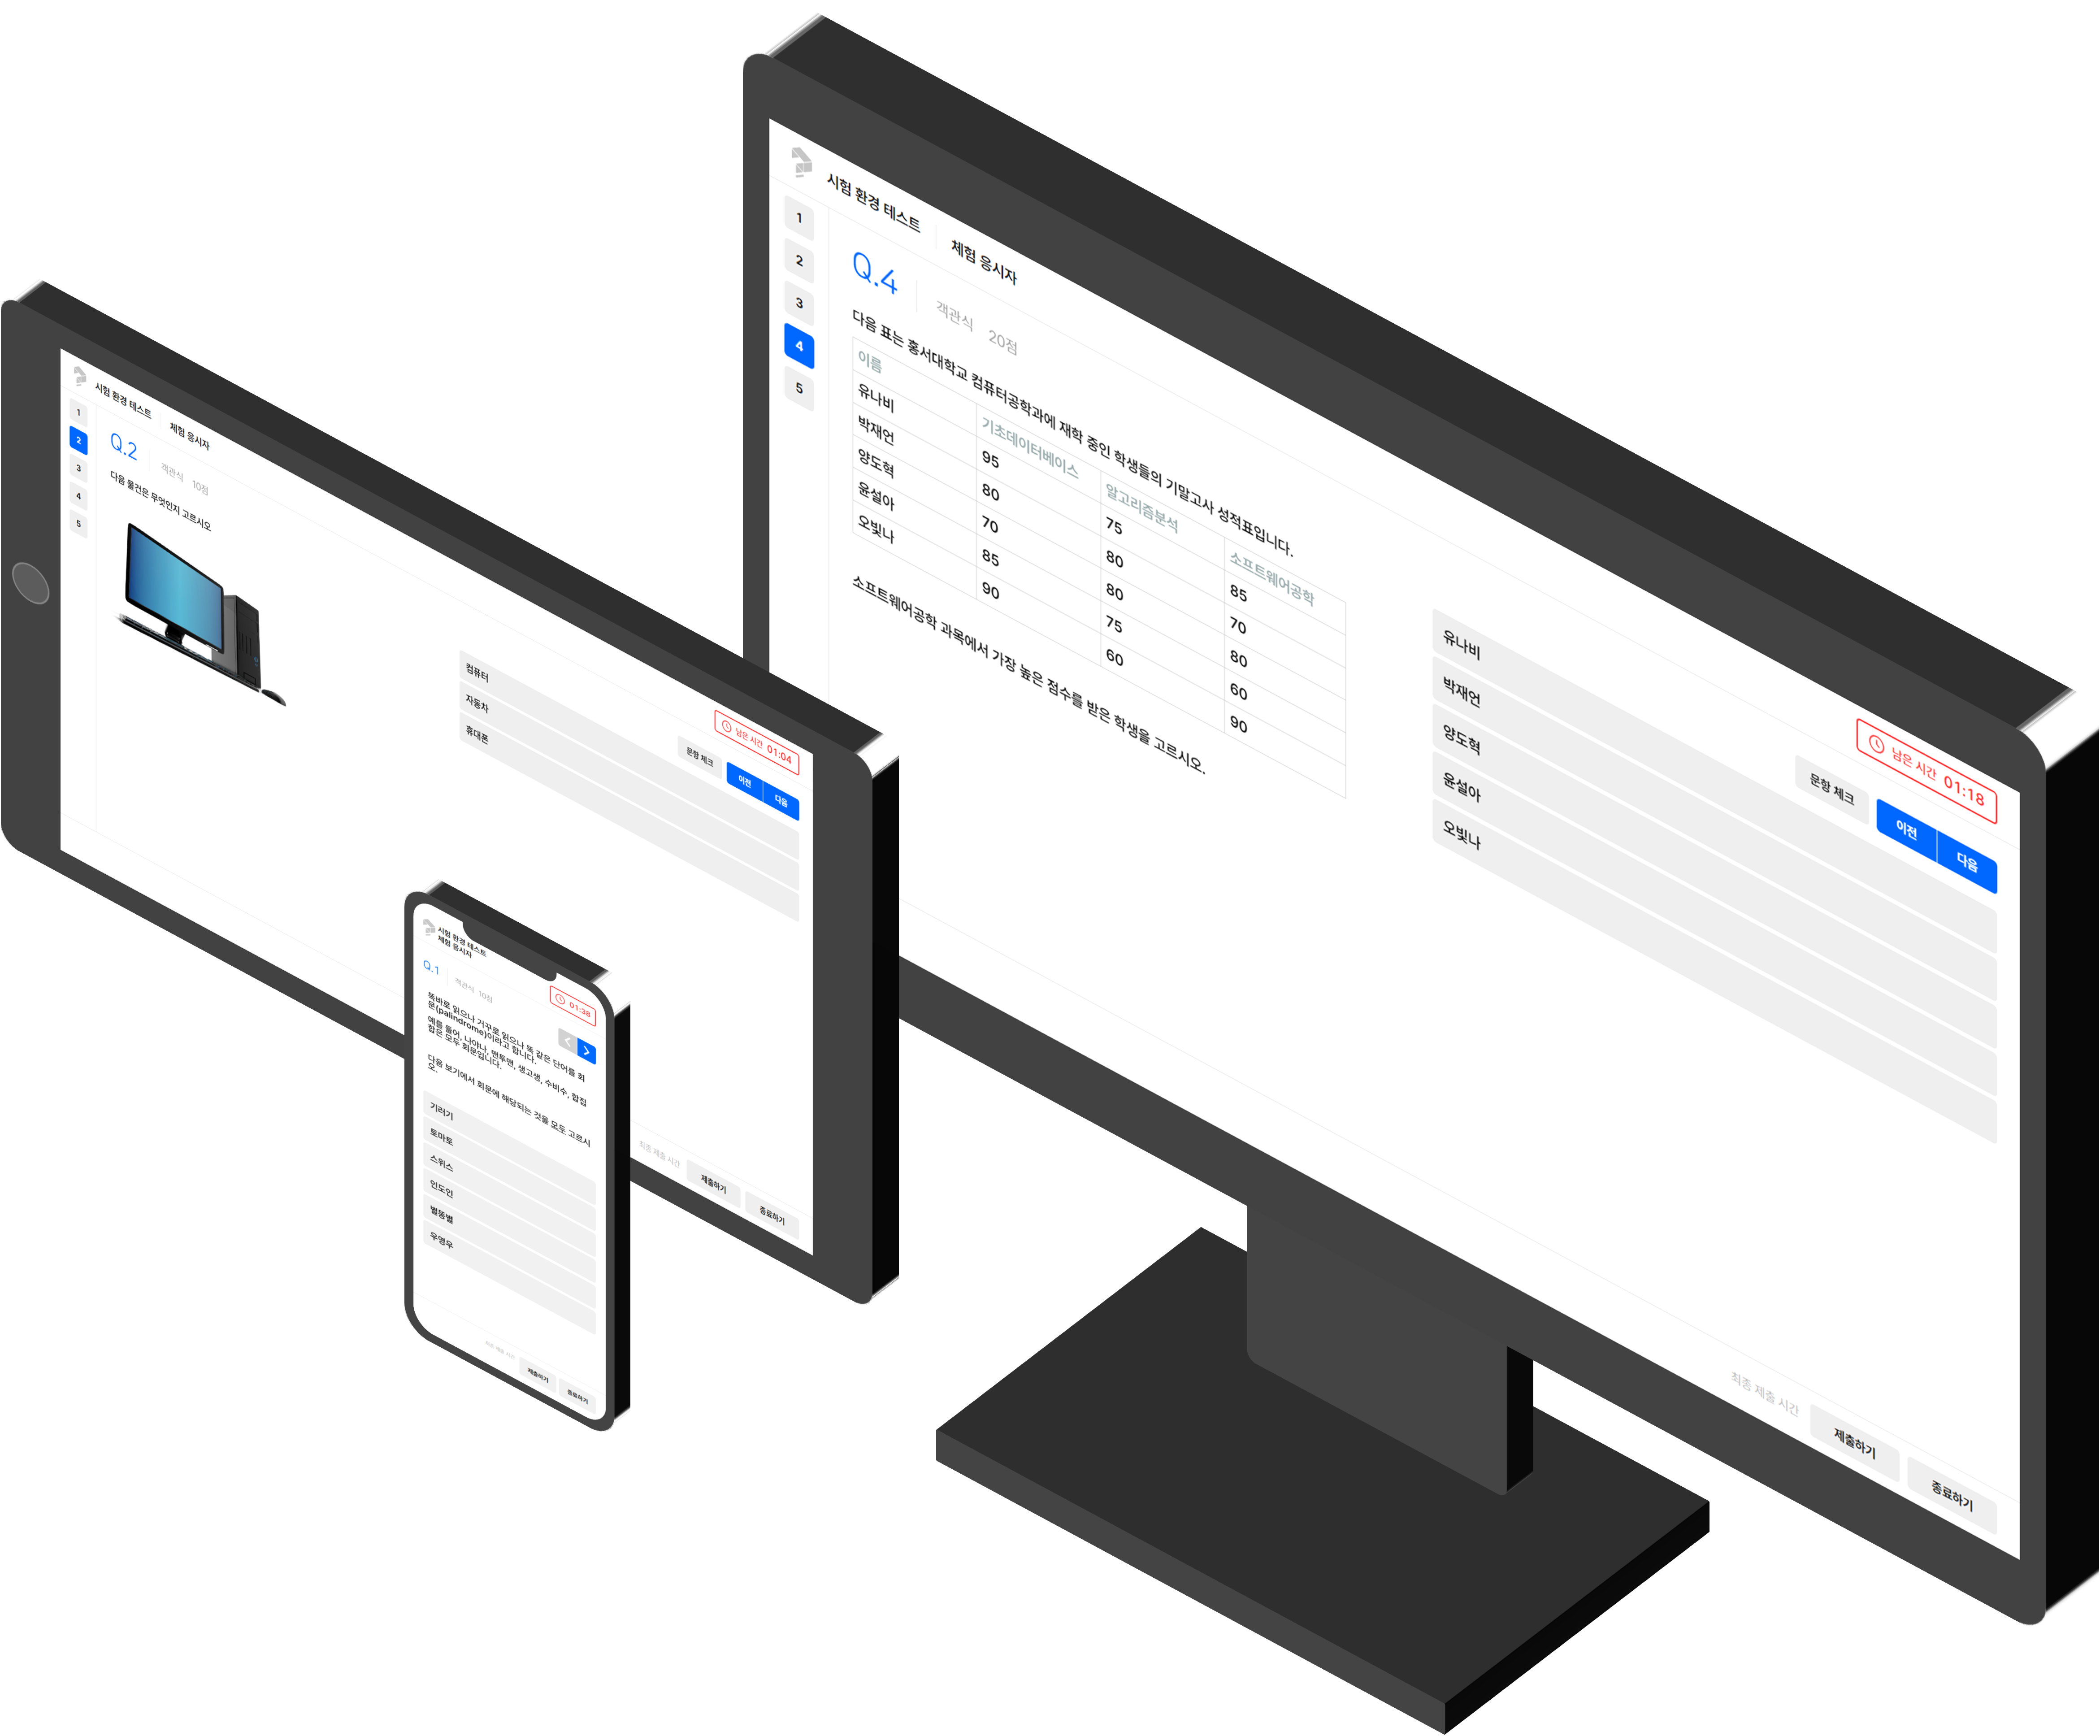 시험 환경 테스트
체험 응시자
1
2
3
4
5
Q.4
객관식 20점
다음 표는 홍서대학교 컴퓨터공학과에 재학 중인 학생들의 기말고사 성적표입니다.
이름 기초데이터베이스 알고리즘분석 소프트웨어공학
유나비 95 75 85
박재언 80 80 70
양도혁 70 80 80
윤설아 85 75 60
오빛나 90 60 90
소프트웨어공학 과목에서 가장 높은 점수를 받은 학생을 고르시오.
남은 시간 01:18
문항 체크
이전
다음
유나비
박재언
양도혁
윤설아
오빛나
최종 제출 시간
제출하기
종료하기
시험 환경 테스트
체험 응시자
1
2
3
4
5
Q.2
객관식 10점
다음 물건은 무엇인지 고르시오
남은 시간 01:04
문항 체크
이전
다음
컴퓨터
자동차
휴대폰
최종 제출 시간
제출하기
종료하기
시험 환경 테스트
체험 응시자
Q.1
객관식 10점
01:38
똑바로 읽으나 거꾸로 읽으나 똑 같은 단어를 회
문(palindrome)이라고 합니다.
예를 들어, 나야나, 맨투맨, 생고생, 수비수, 합집
합은 모두 회문입니다.
다음 보기에서 회문에 해당되는 것을 모두 고르시
오.
기러기
토마토
스위스
인도인
별똥별
우영우
최종 제출 시간
제출하기
종료하기